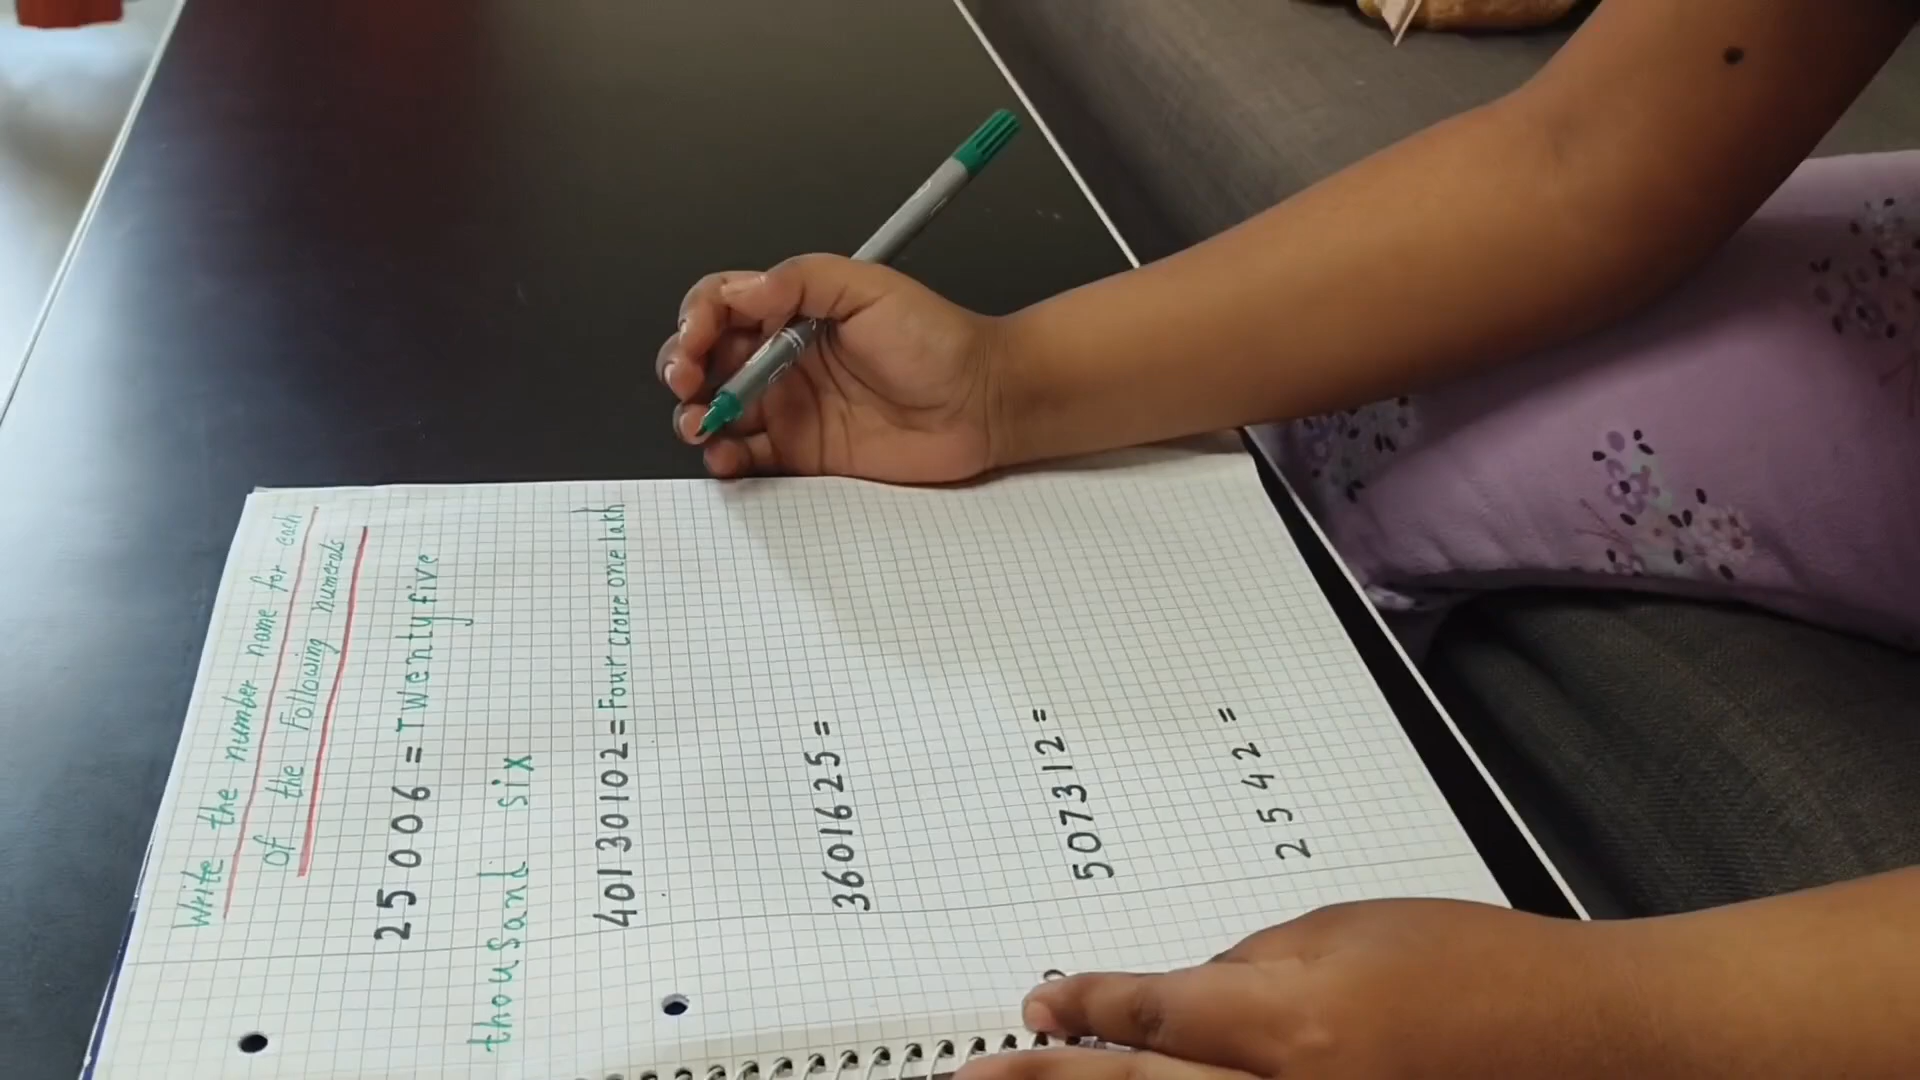 Write the number name for each
of the Following numerals
25006 = Twenty five
thousand six
40130102 = Four crore one lakh
3601625 =
507312 =
2542 =